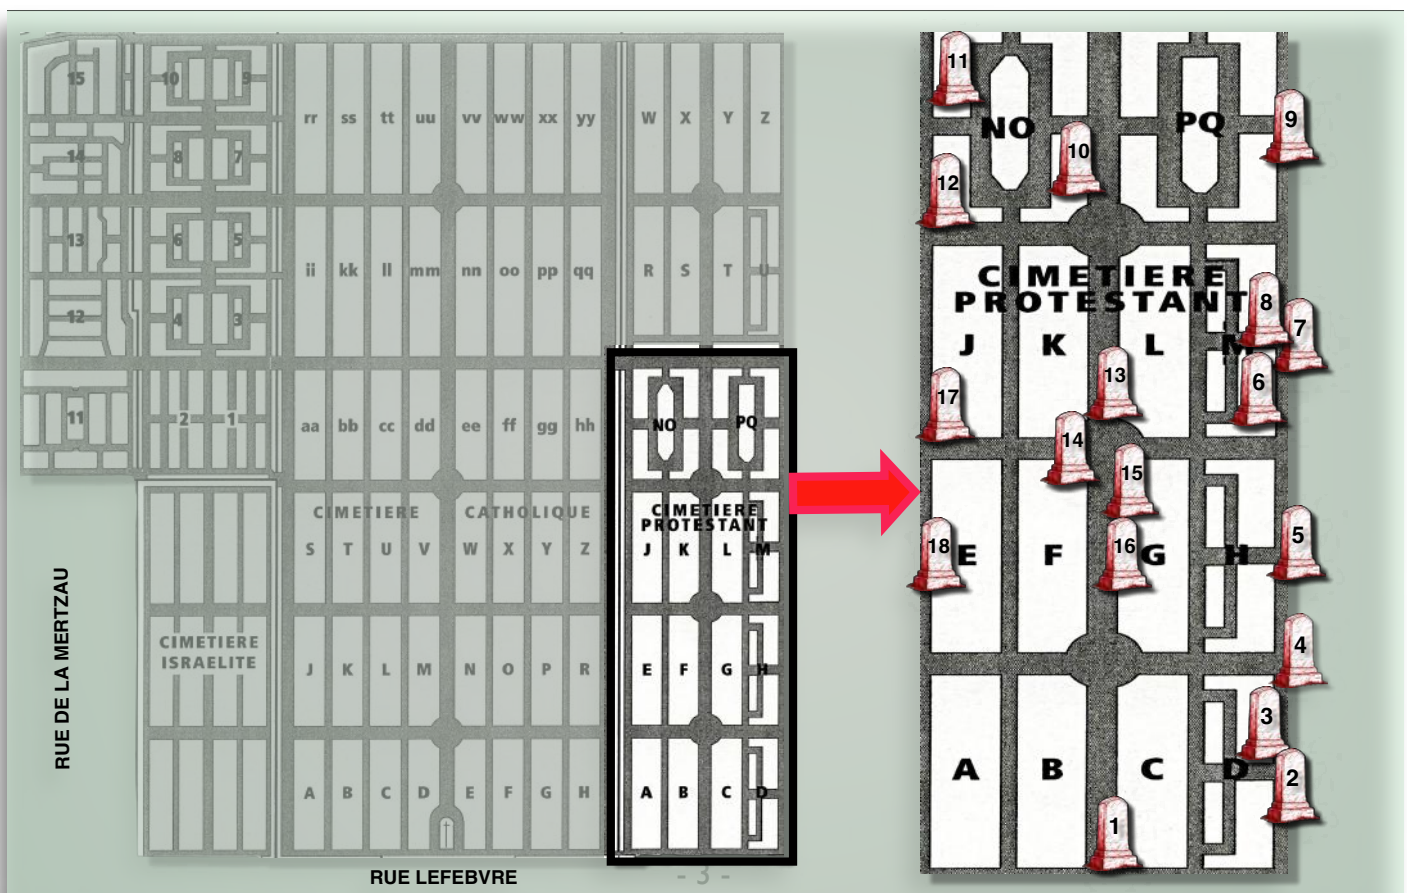 15
10
9
14
8
7
13
6
5
12
4
3
11
2
1
rr ss tt uu vv ww xx yy
W X Y Z
ii kk ll mm nn oo pp qq
R S T U
aa bb cc dd ee ff gg hh
NO PQ
CIMETIERE CATHOLIQUE
CIMETIERE
PROTESTANT
S T U V W X Y Z
J K L M
CIMETIERE
ISRAELITE
J K L M N O P R
E F G H
A B C D E F G H
A B C D
RUE DE LA MERTZAU
RUE LEFEBVRE
- 3 -
11
NO
PQ
9
10
12
CIMETIERE
PROTESTANT
8
7
J K L M
13
6
17
14
15
18
E F G H
16
5
4
3
A B C D
2
1